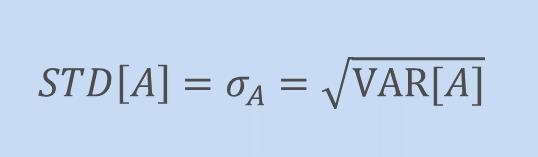 STD[A] = σ_A = √VAR[A]